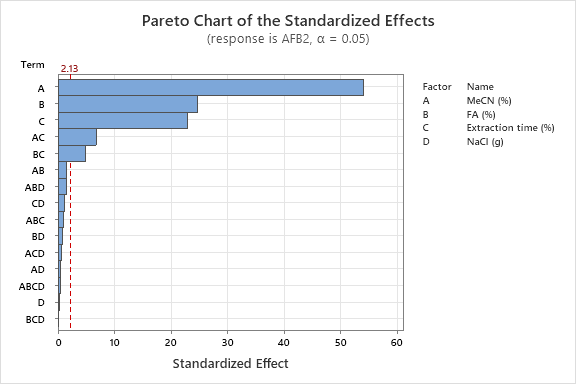 Pareto Chart of the Standardized Effects
(response is AFB2, α = 0.05)
Term
2.13
A
B
C
AC
BC
AB
ABD
CD
ABC
BD
ACD
AD
ABCD
D
BCD
0 10 20 30 40 50 60
Standardized Effect
Factor Name
A MeCN (%)
B FA (%)
C Extraction time (%)
D NaCl (g)